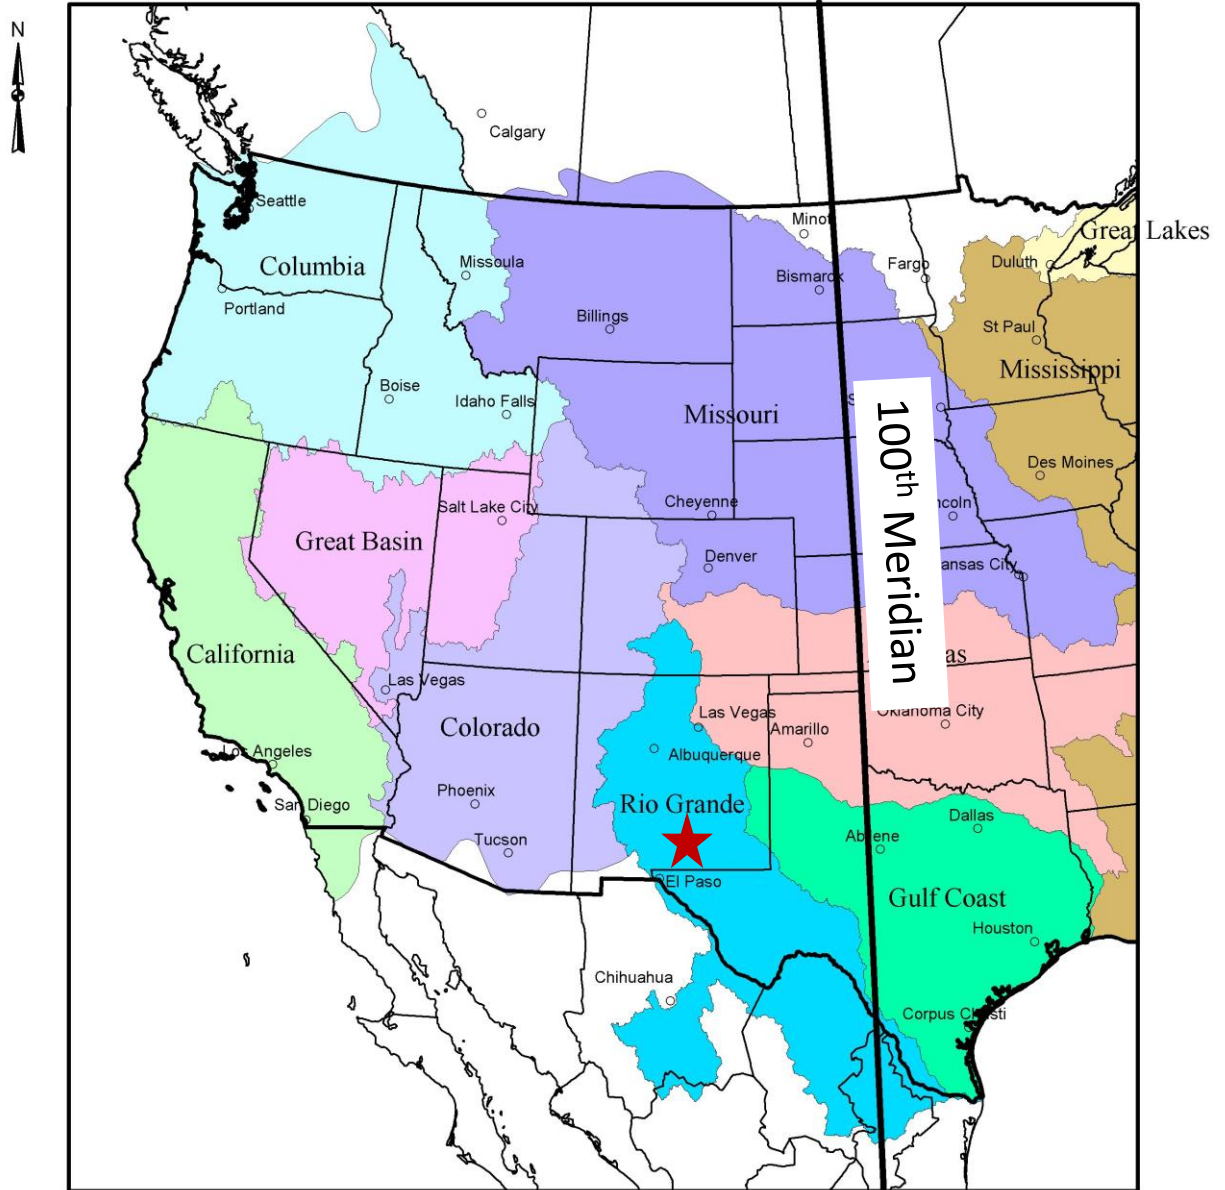 N
Calgary
Seattle
Minot
Great Lakes
Columbia
Missoula
Bismarck
Fargo
Duluth
Portland
Billings
St Paul
Mississippi
Boise
Idaho Falls
Missouri
100th Meridian
Des Moines
Salt Lake City
Cheyenne
Great Basin
Denver
California
Las Vegas
Colorado
Las Vegas
Amarillo
Oklahoma City
Los Angeles
Albuquerque
Phoenix
San Diego
Rio Grande
Dallas
Tucson
Abilene
El Paso
Gulf Coast
Houston
Chihuahua
Corpus Christi